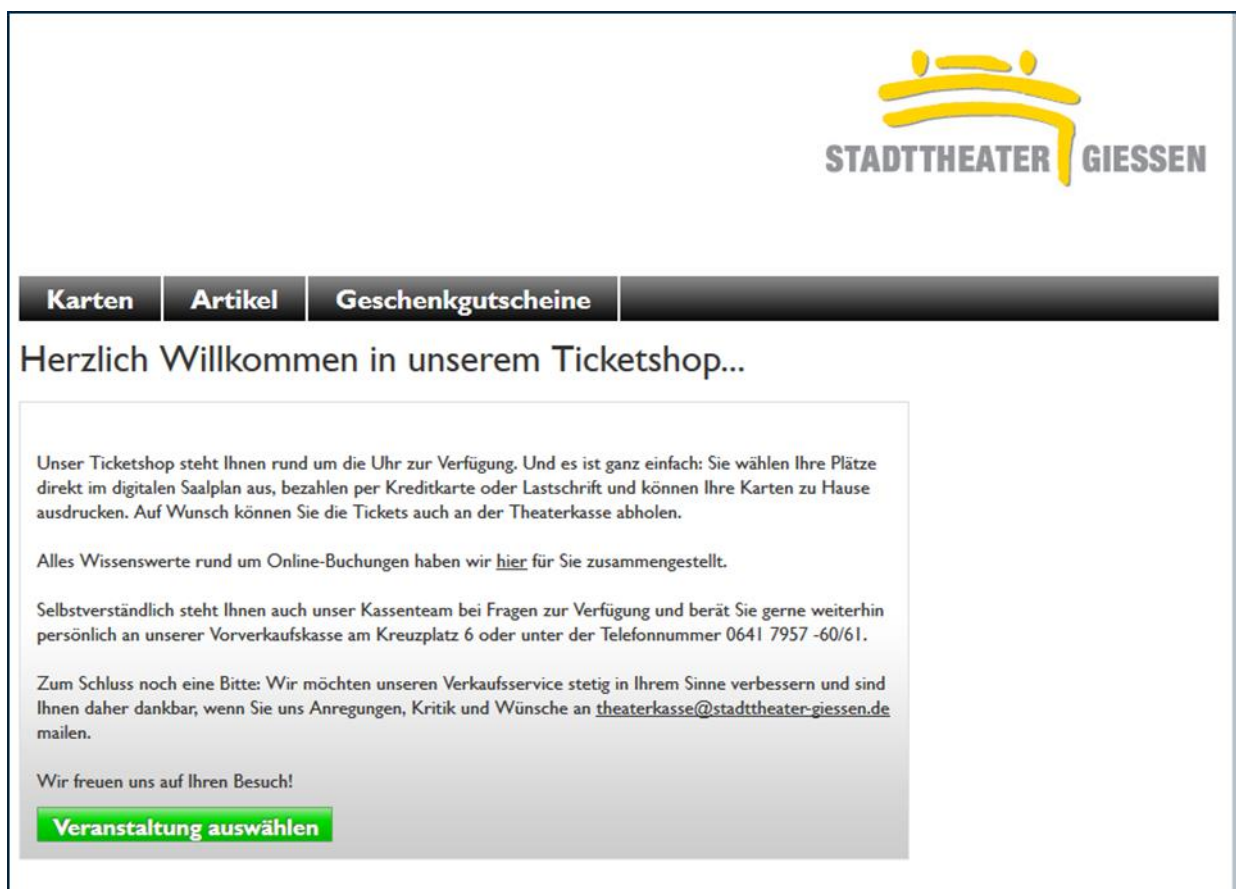 STADTTHEATER GIESSEN
Karten Artikel Geschenkgutscheine
Herzlich Willkommen in unserem Ticketshop...
Unser Ticketshop steht Ihnen rund um die Uhr zur Verfügung. Und es ist ganz einfach: Sie wählen Ihre Plätze
direkt im digitalen Saalplan aus, bezahlen per Kreditkarte oder Lastschrift und können Ihre Karten zu Hause
ausdrucken. Auf Wunsch können Sie die Tickets auch an der Theaterkasse abholen.
Alles Wissenswerte rund um Online-Buchungen haben wir hier für Sie zusammengestellt.
Selbstverständlich steht Ihnen auch unser Kassenteam bei Fragen zur Verfügung und berät Sie gerne weiterhin
persönlich an unserer Vorverkaufskasse am Kreuzplatz 6 oder unter der Telefonnummer 0641 7957 -60/61.
Zum Schluss noch eine Bitte: Wir möchten unseren Verkaufsservice stetig in Ihrem Sinne verbessern und sind
Ihnen daher dankbar, wenn Sie uns Anregungen, Kritik und Wünsche an theaterkasse@stadttheater-giessen.de
mailen.
Wir freuen uns auf Ihren Besuch!
Veranstaltung auswählen